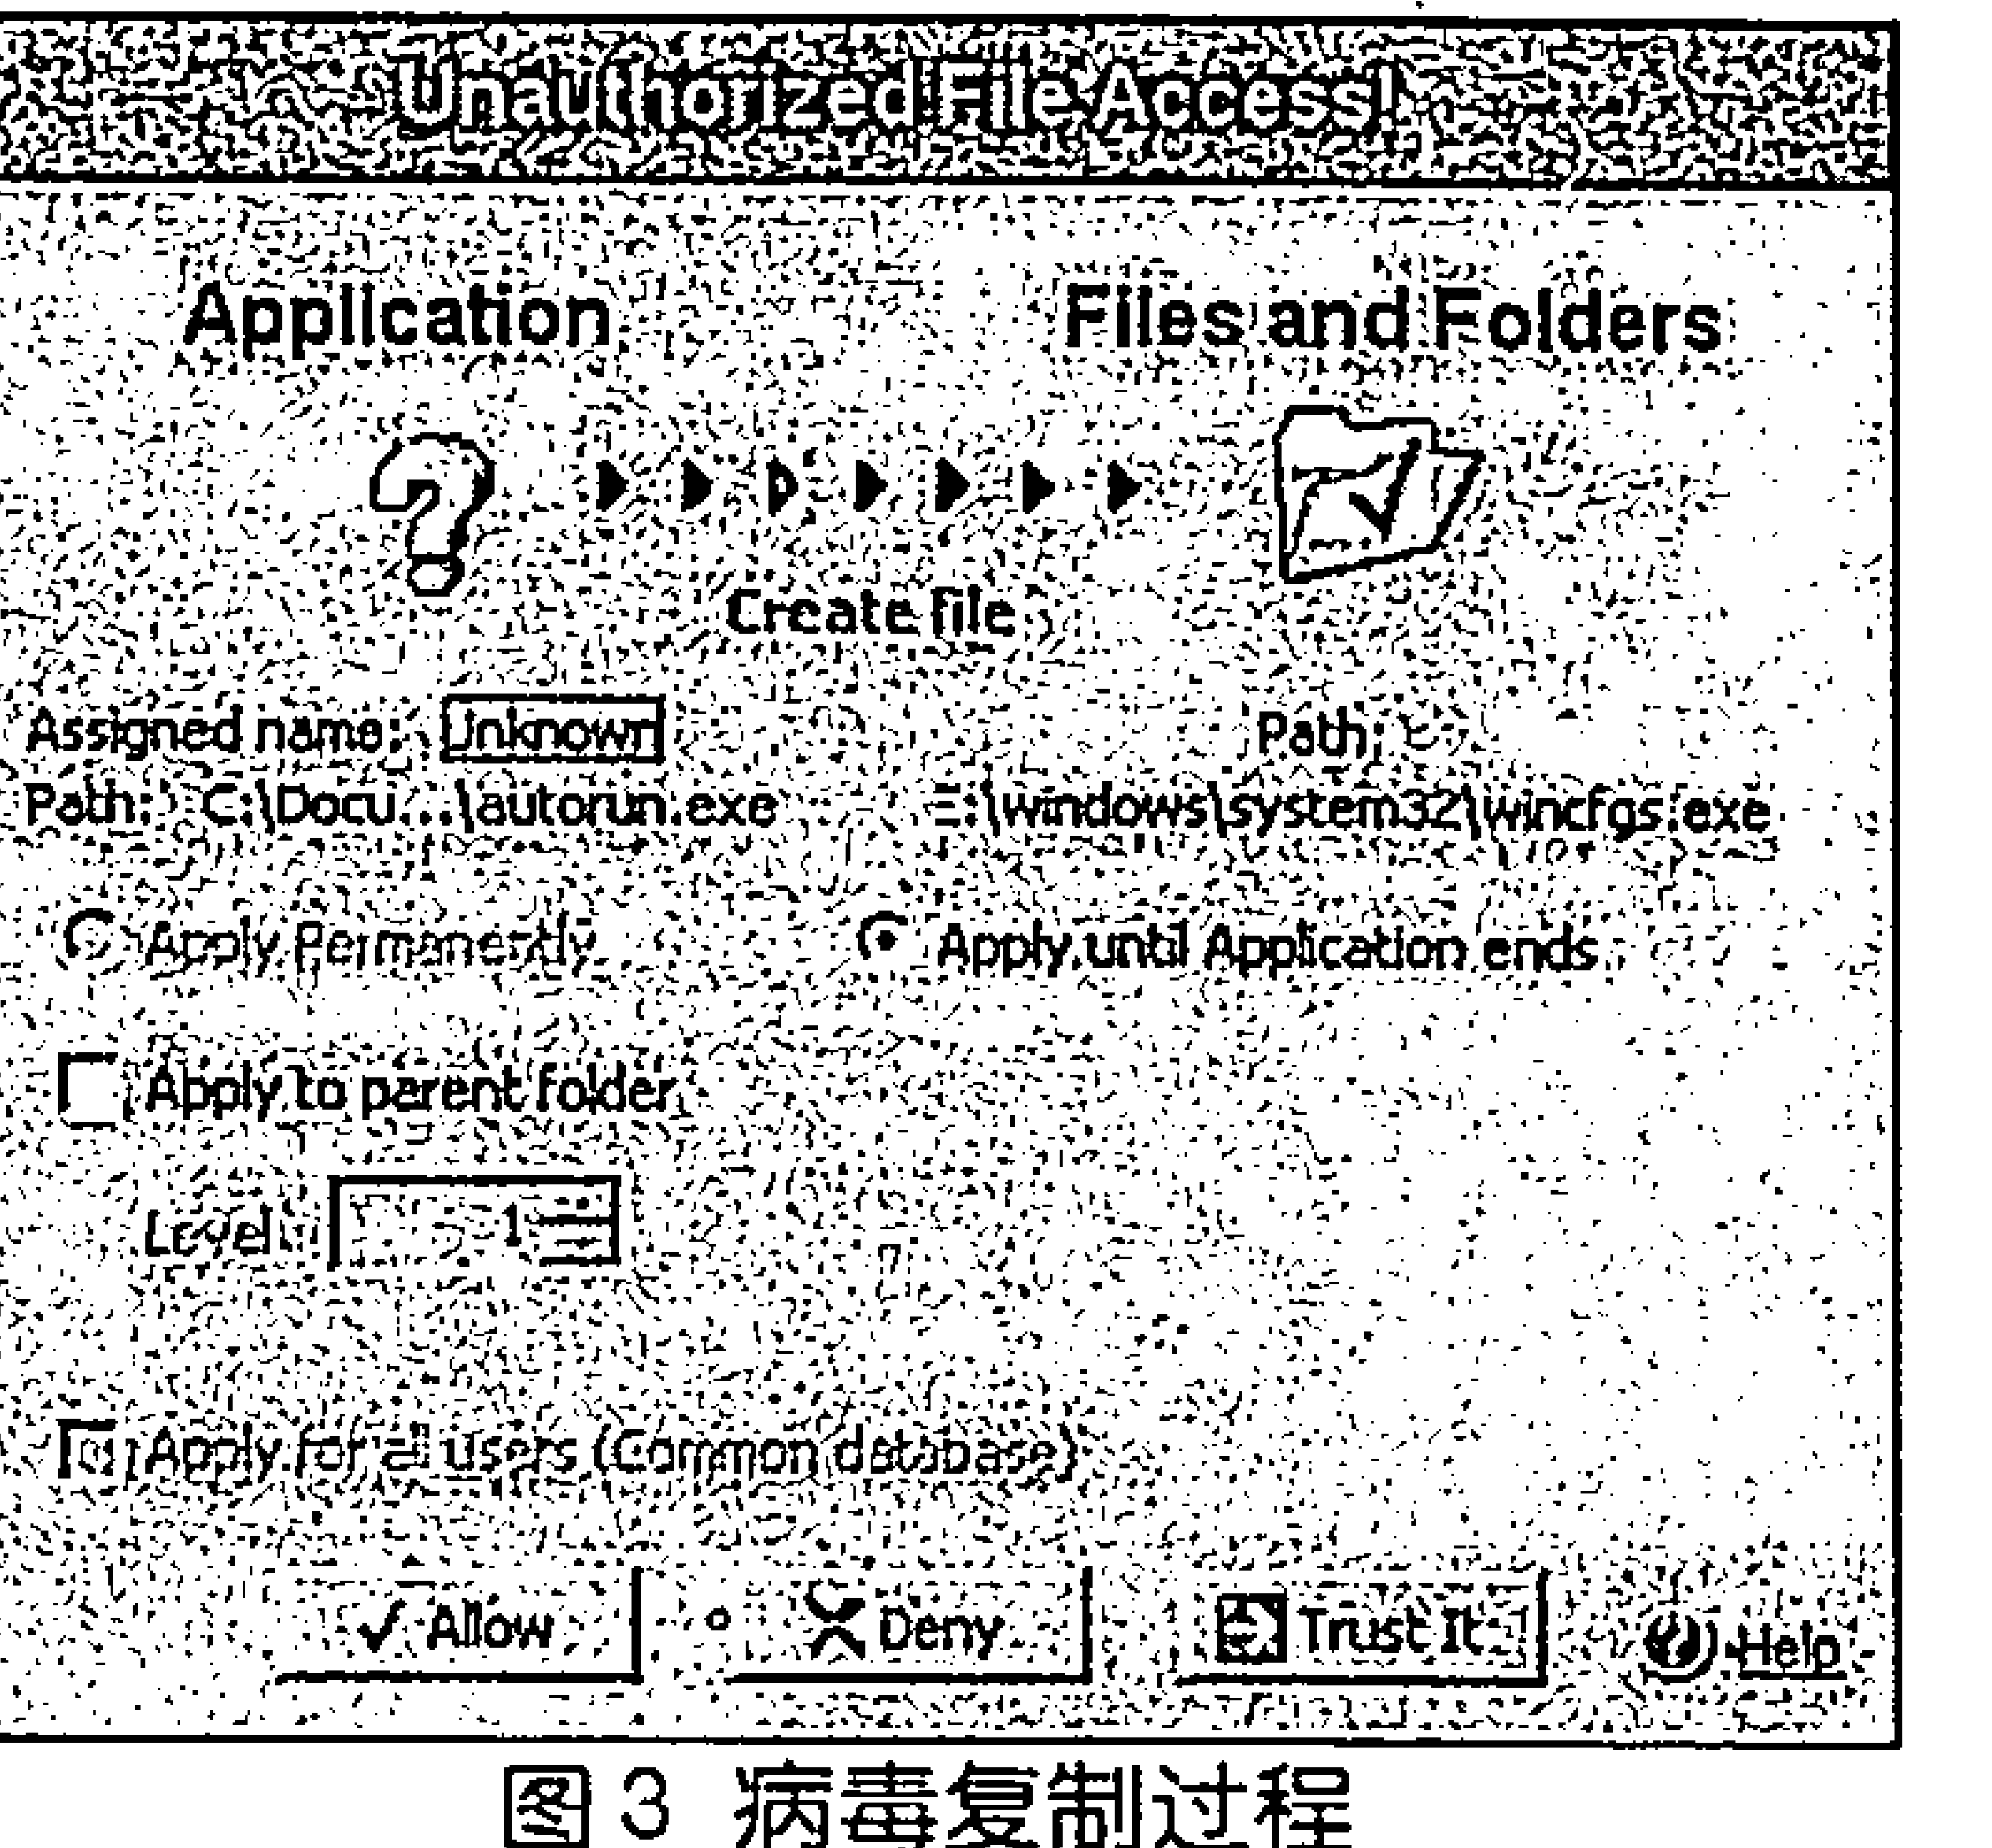 Unauthorized File Access!
Application Files and Folders
Create file
Assigned name: Unknown Path:
Path: C:\Docu...\autorun.exe :\windows\system32\wincfgs.exe
Apply Permanently Apply until Application ends
Apply to parent folder
Level 1
Apply for all users (Common database)
Allow Deny Trust It Help
图3 病毒复制过程